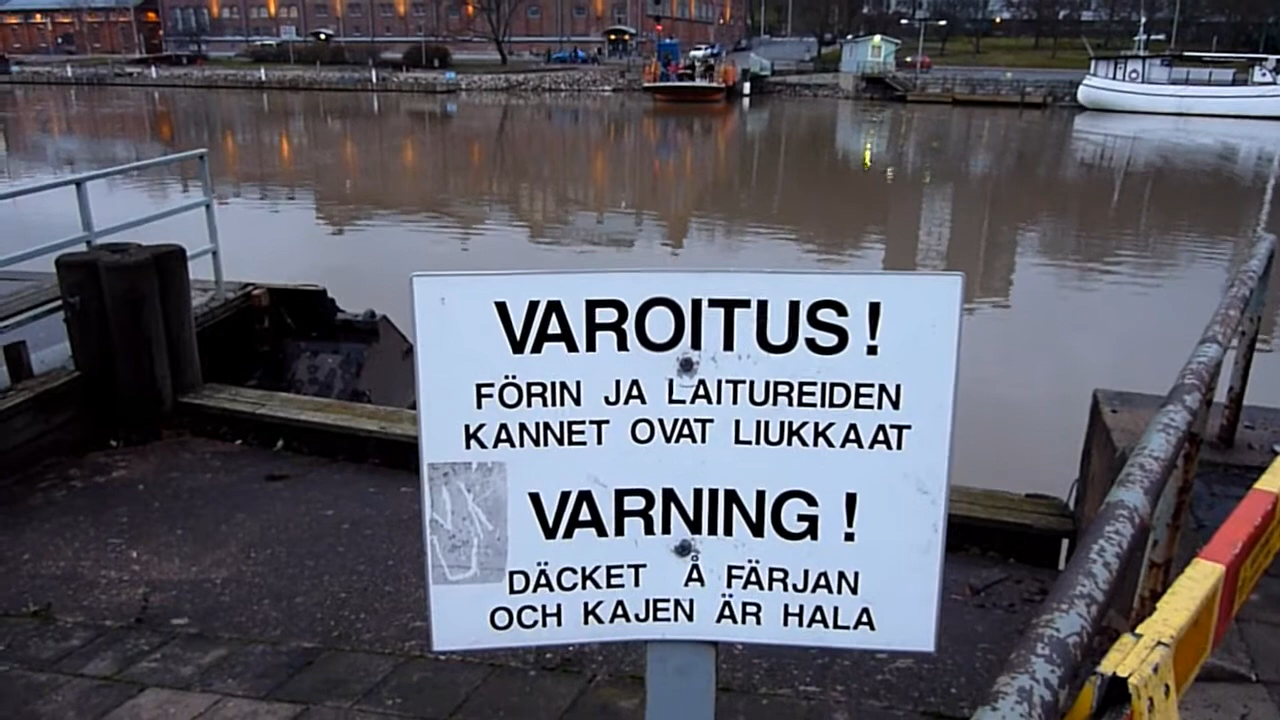 VAROITUS!
FÖRIN JA LAITUREIDEN
KANNET OVAT LIUKKAAT
VARNING!
DÄCKET Å FÄRJAN
OCH KAJEN ÄR HALA